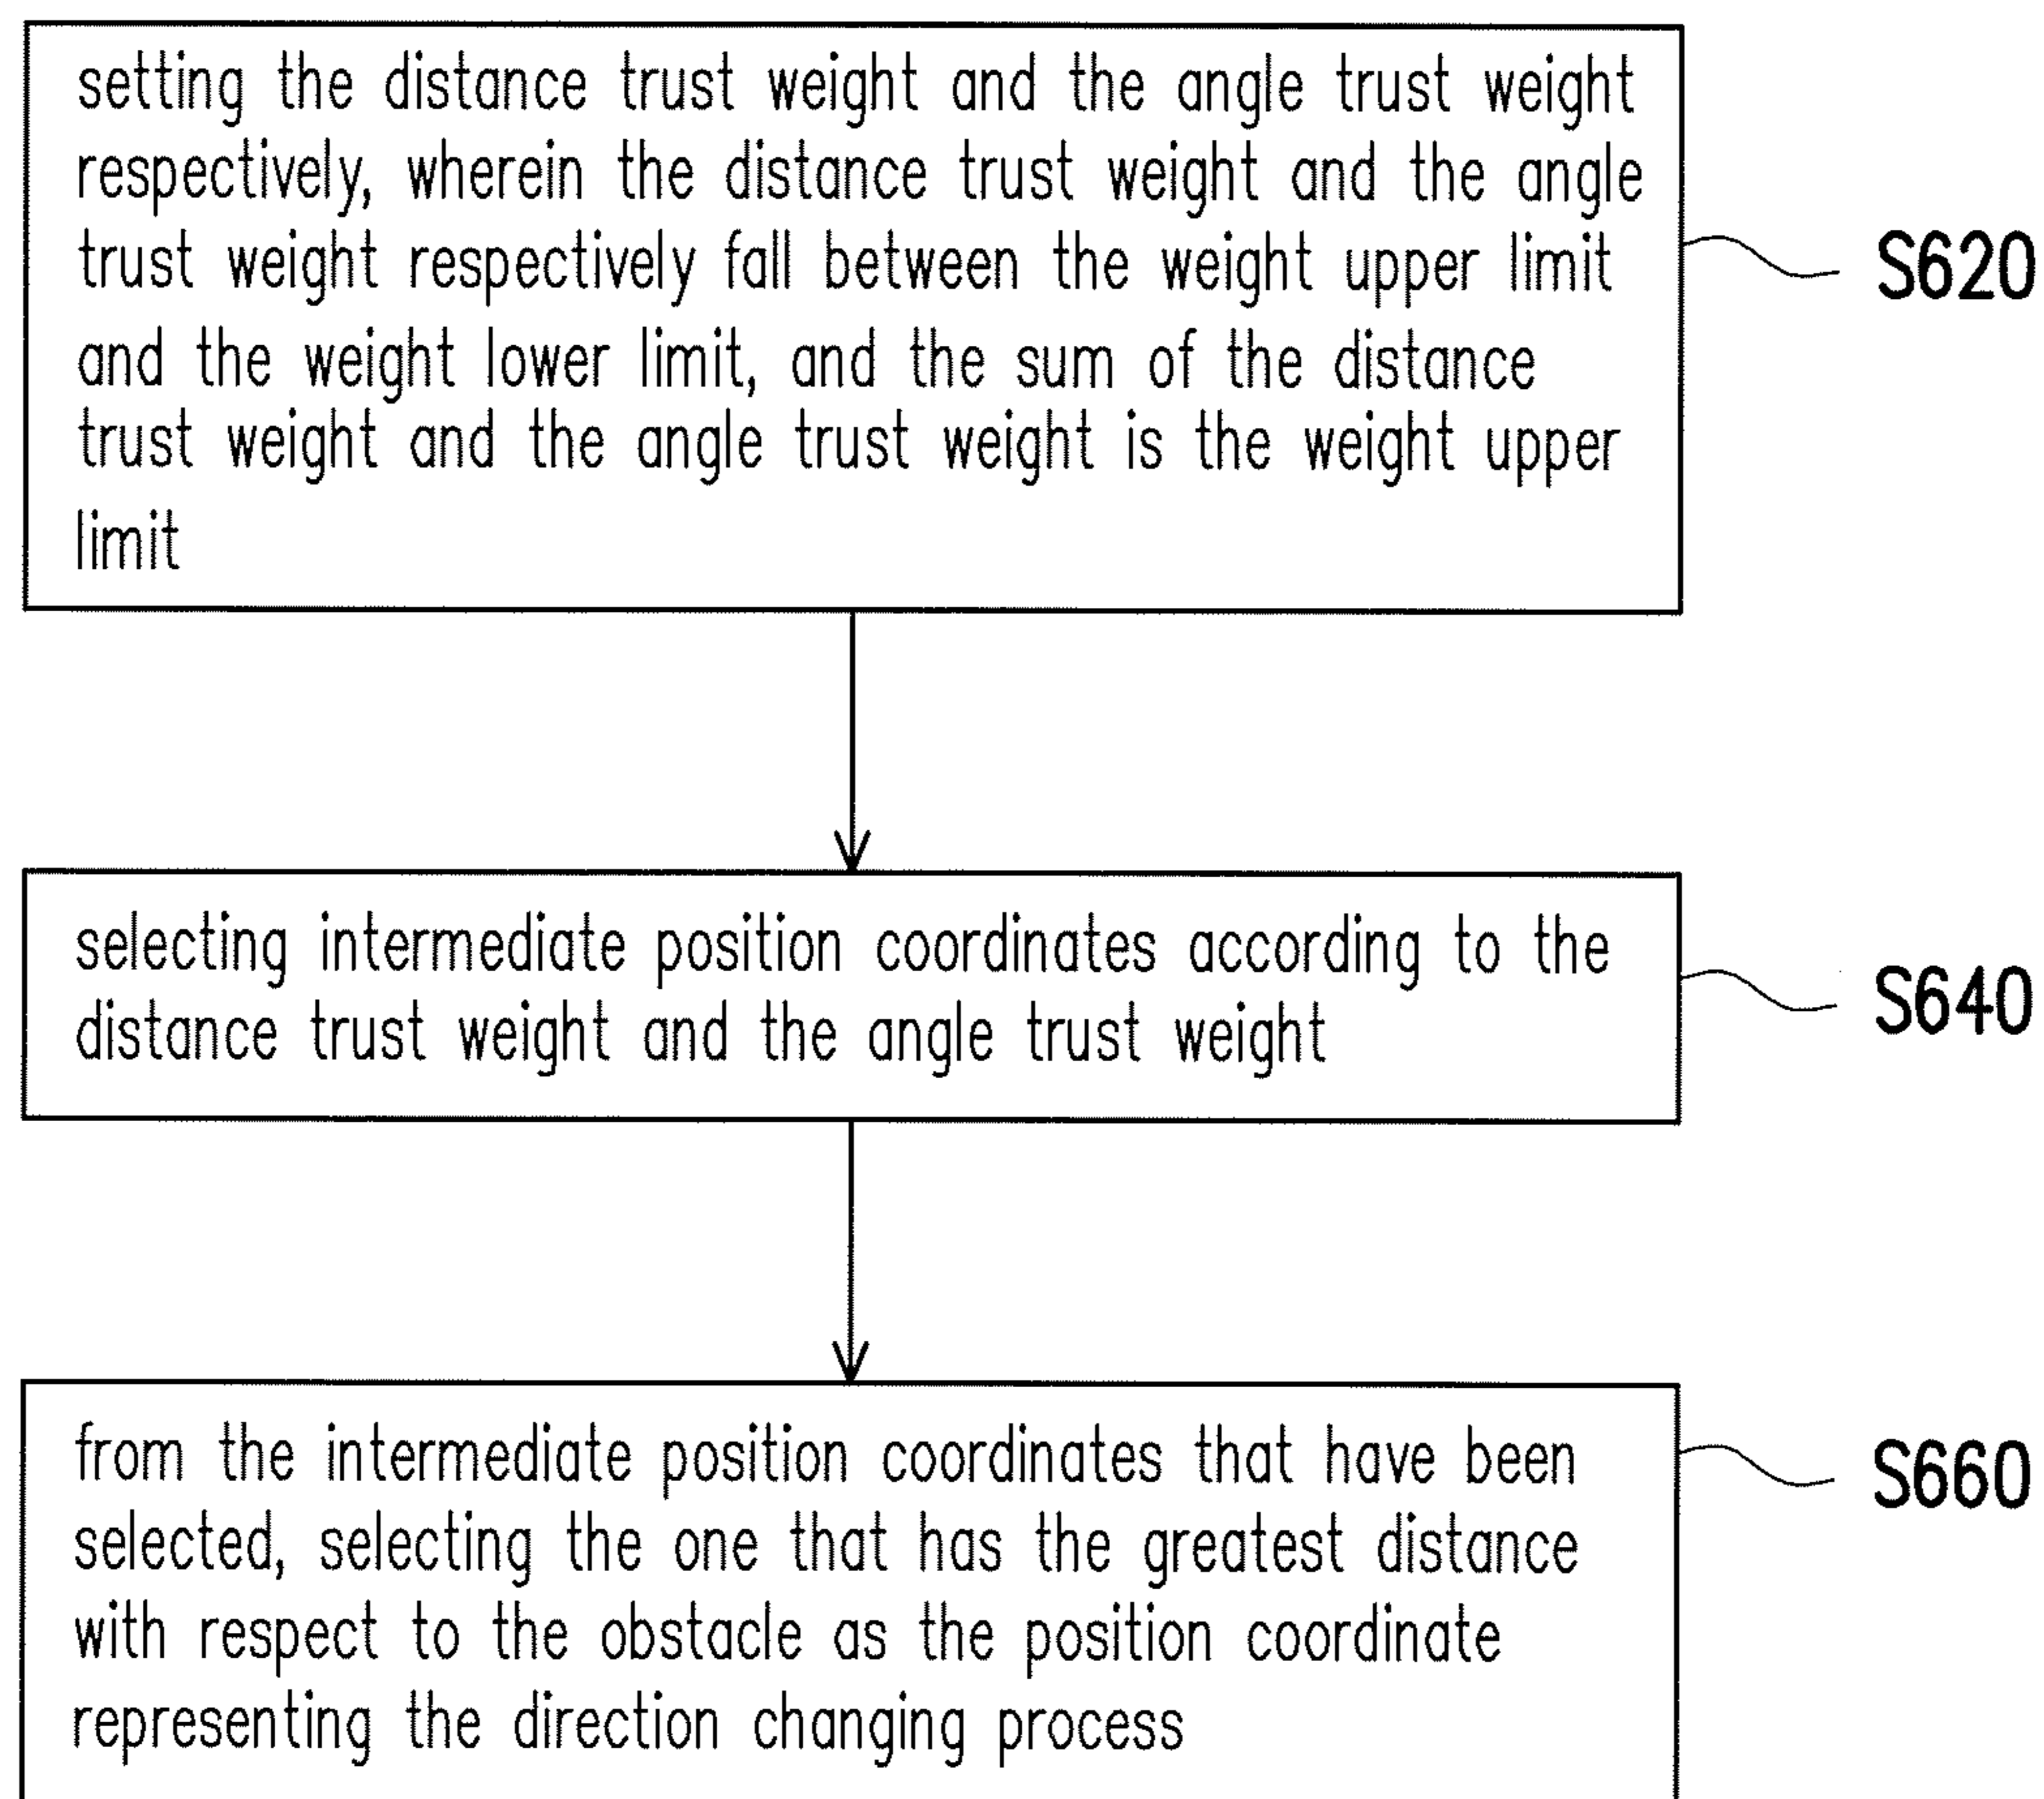 setting the distance trust weight and the angle trust weight
respectively, wherein the distance trust weight and the angle
trust weight respectively fall between the weight upper limit
and the weight lower limit, and the sum of the distance
trust weight and the angle trust weight is the weight upper
limit
S620
selecting intermediate position coordinates according to the
distance trust weight and the angle trust weight
S640
from the intermediate position coordinates that have been
selected, selecting the one that has the greatest distance
with respect to the obstacle as the position coordinate
representing the direction changing process
S660